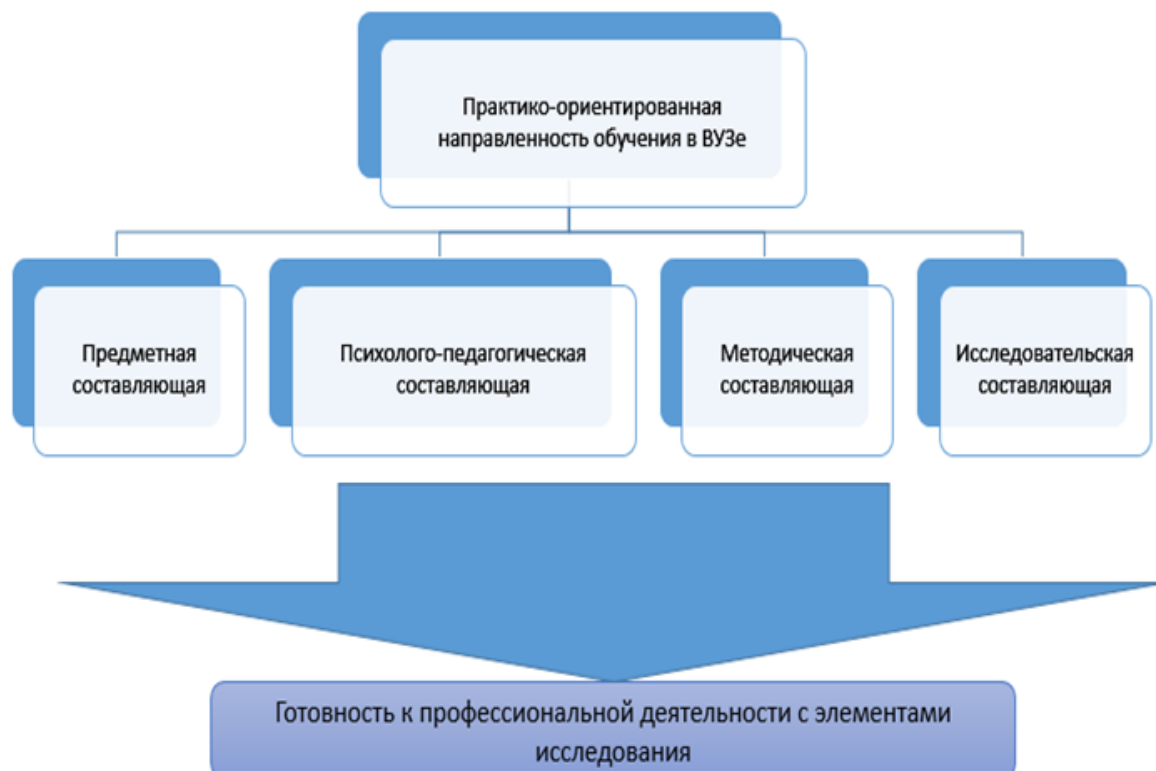 Практико-ориентированная
направленность обучения в ВУЗе
Предметная
составляющая
Психолого-педагогическая
составляющая
Методическая
составляющая
Исследовательская
составляющая
Готовность к профессиональной деятельности с элементами
исследования